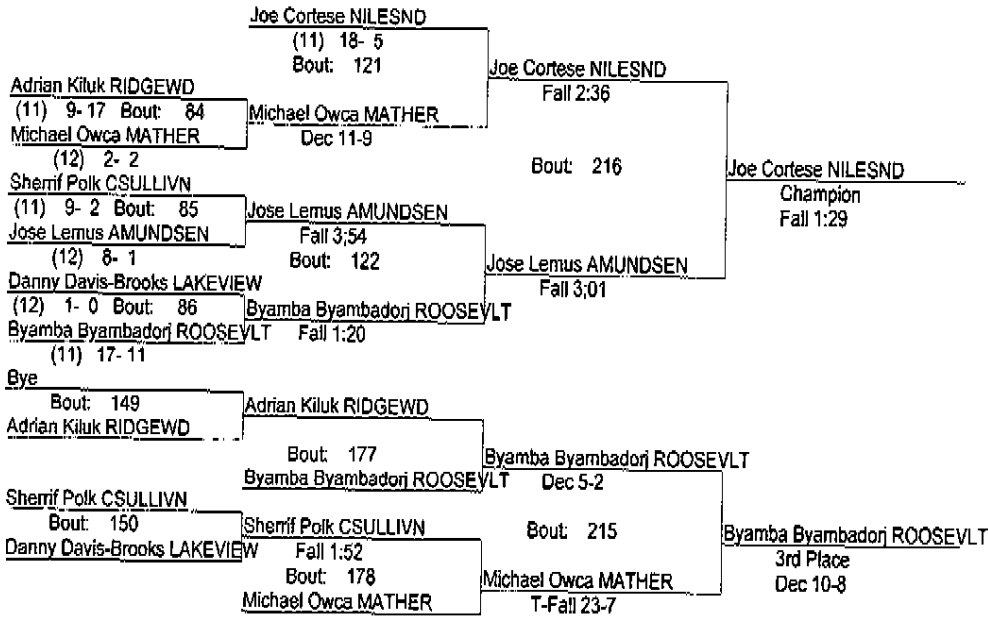 Joe Cortese NILESND
(11) 18- 5
Bout: 121
Joe Cortese NILESND
Fall 2:36
Adrian Kiluk RIDGEWD
(11) 9- 17 Bout: 84
Michael Owca MATHER
Michael Owca MATHER
Dec 11-9
(12) 2- 2
Bout: 216
Joe Cortese NILESND
Champion
Fall 1:29
Sherrif Polk CSULLIVN
(11) 9- 2 Bout: 85
Jose Lemus AMUNDSEN
Jose Lemus AMUNDSEN
Fall 3;54
(12) 8- 1
Bout: 122
Jose Lemus AMUNDSEN
Fall 3;01
Danny Davis-Brooks LAKEVIEW
(12) 1- 0 Bout: 86
Byamba Byambadorj ROOSEVLT
Byamba Byambadorj ROOSEVLT
Fall 1:20
(11) 17- 11
Bye
Bout: 149
Adrian Kiluk RIDGEWD
Adrian Kiluk RIDGEWD
Bout: 177
Byamba Byambadorj ROOSEVLT
Dec 5-2
Byamba Byambadorj ROOSEVLT
Sherrif Polk CSULLIVN
Bout: 150
Sherrif Polk CSULLIVN
Bout: 215
Byamba Byambadorj ROOSEVLT
Danny Davis-Brooks LAKEVIEW
Fall 1:52
3rd Place
Bout: 178
Michael Owca MATHER
Dec 10-8
Michael Owca MATHER
T-Fall 23-7